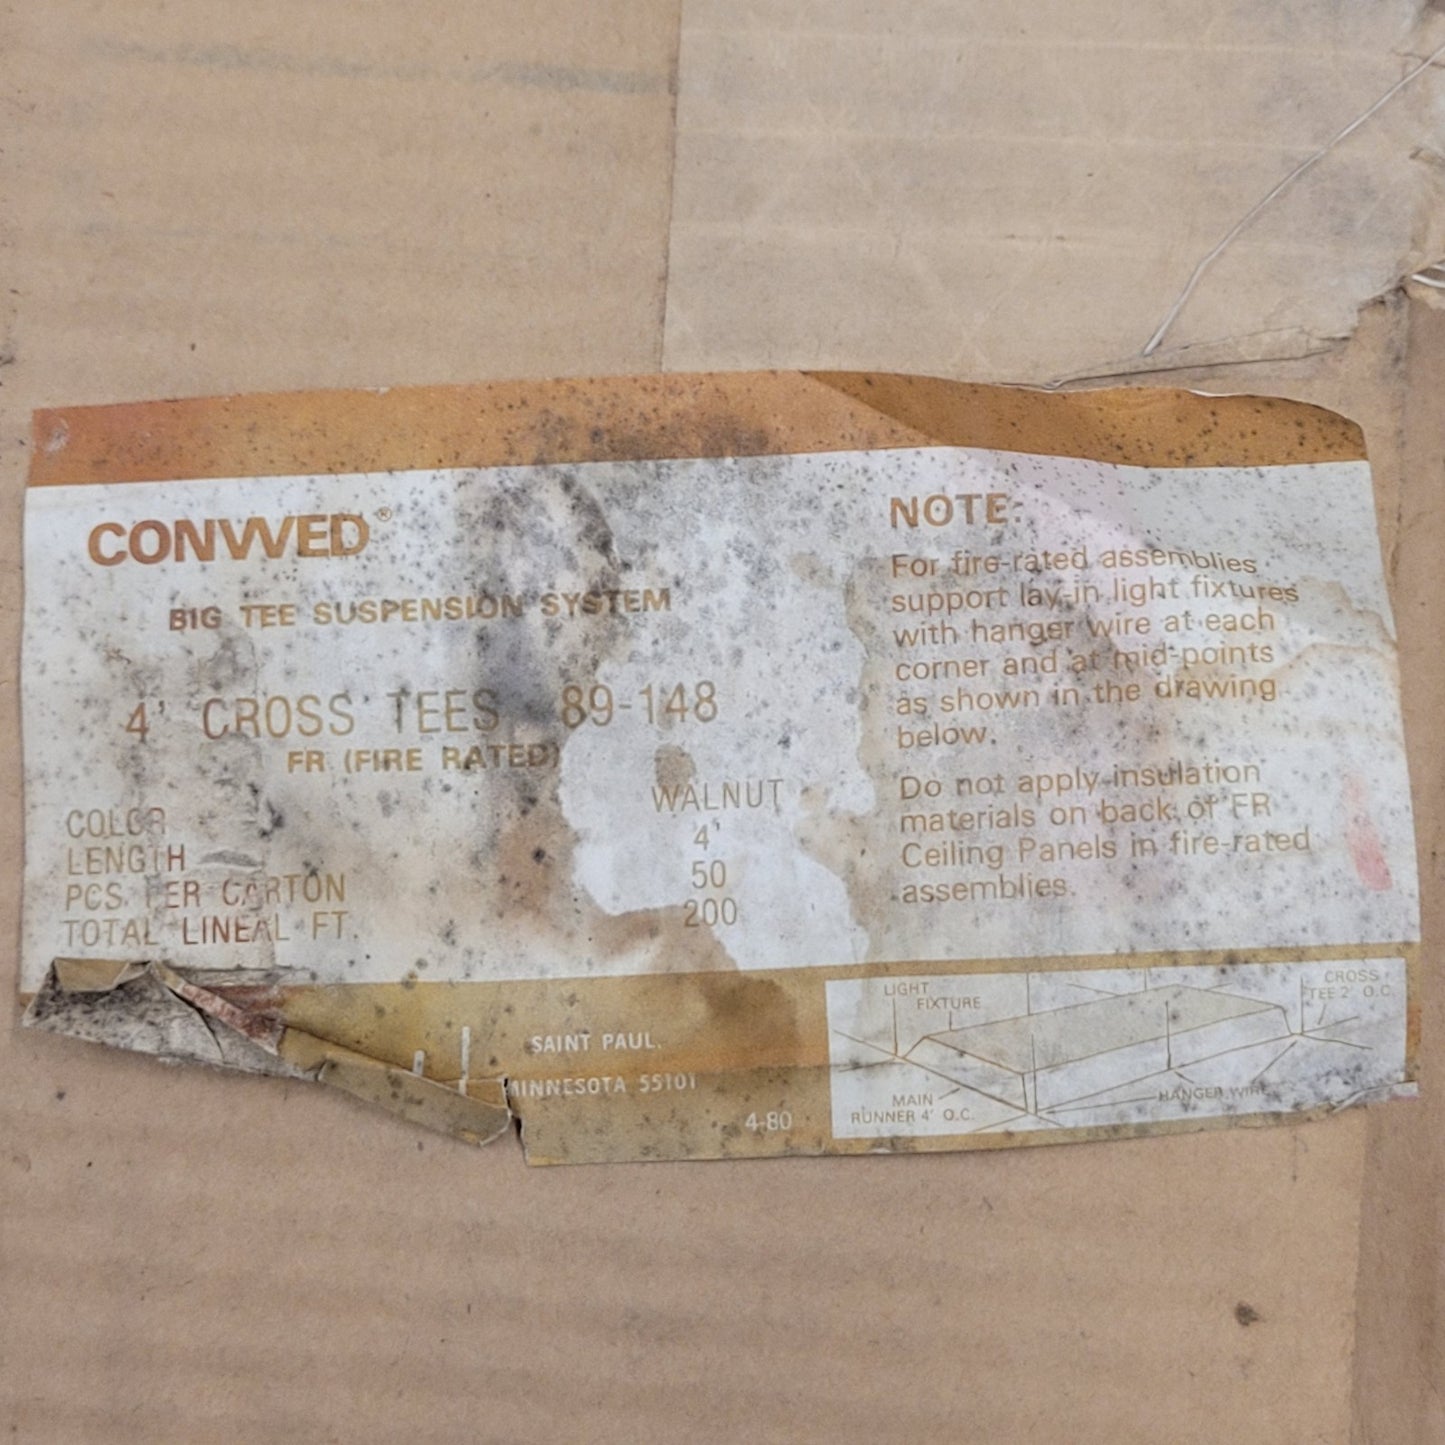 CONWED®
BIG TEE SUSPENSION SYSTEM
4' CROSS TEES 89-148
FR (FIRE RATED)
COLOR WALNUT
LENGTH 4'
PCS PER CARTON 50
TOTAL LINEAL FT. 200
NOTE:
For fire-rated assemblies
support lay-in light fixtures
with hanger wire at each
corner and at mid-points
as shown in the drawing
below.
Do not apply insulation
materials on back of FR
Ceiling Panels in fire-rated
assemblies.
SAINT PAUL,
MINNESOTA 55101
4-80
LIGHT
FIXTURE
CROSS
TEE 2' O.C.
MAIN
RUNNER 4' O.C.
HANGER WIRE